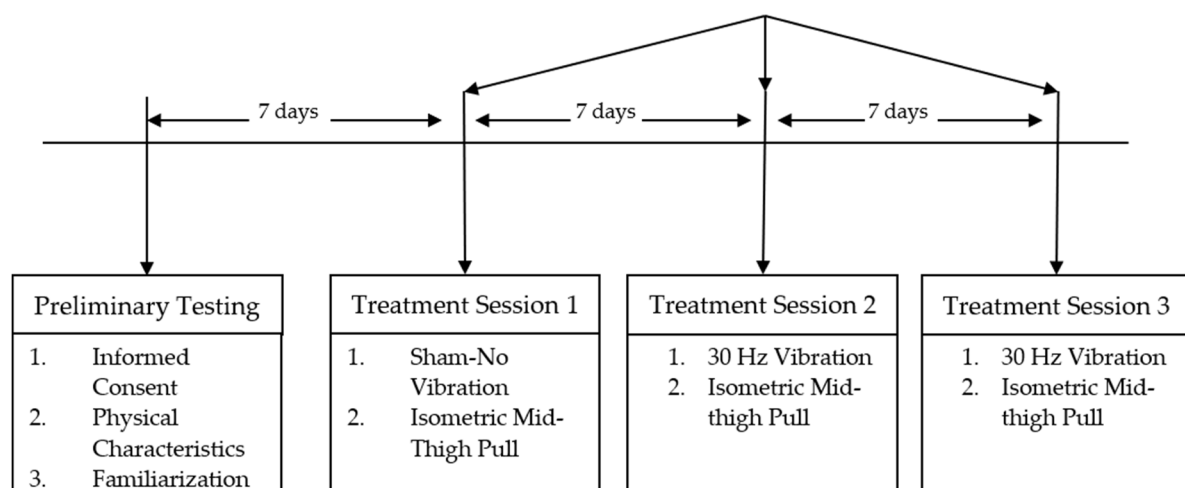 7 days
7 days
7 days
Preliminary Testing
1. Informed
Consent
2. Physical
Characteristics
3. Familiarization
Treatment Session 1
1. Sham-No
Vibration
2. Isometric Mid-
Thigh Pull
Treatment Session 2
1. 30 Hz Vibration
2. Isometric Mid-
thigh Pull
Treatment Session 3
1. 30 Hz Vibration
2. Isometric Mid-
thigh Pull